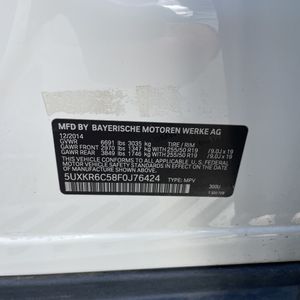 MFD BY BAYERISCHE MOTOREN WERKE AG
12/2014
GVWR 6691 lbs 3035 kg TIRE / RIM
GAWR FRONT 2970 lbs 1347 kg WITH 255/50 R19 / 9.0J x 19
GAWR REAR 3849 lbs 1746 kg WITH 255/50 R19 / 9.0J x 19
THIS VEHICLE CONFORMS TO ALL APPLICABLE FEDERAL MOTOR VEHICLE
SAFETY STANDARDS IN EFFECT ON THE DATE OF MANUFACTURE SHOWN ABOVE.
5UXKR6C58F0J76424 TYPE: MPV
300U